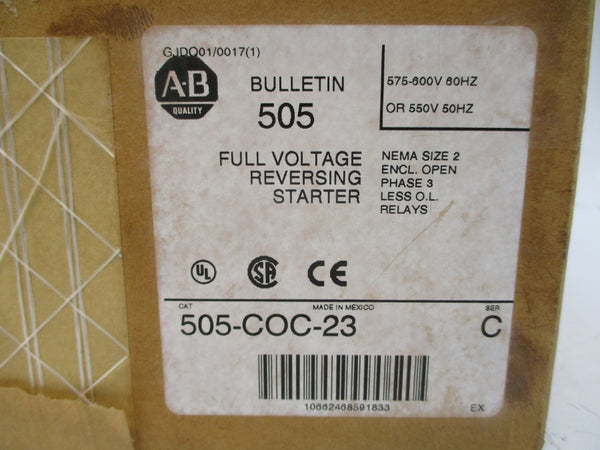 GJDO01/0017(1)
A-B
QUALITY
BULLETIN
505
575-600V 60HZ
OR 550V 50HZ
FULL VOLTAGE
REVERSING
STARTER
NEMA SIZE 2
ENCL. OPEN
PHASE 3
LESS O.L.
RELAYS
UL
SA
CE
CAT
MADE IN MEXICO
SER
505-COC-23
C
10662468591833
EX